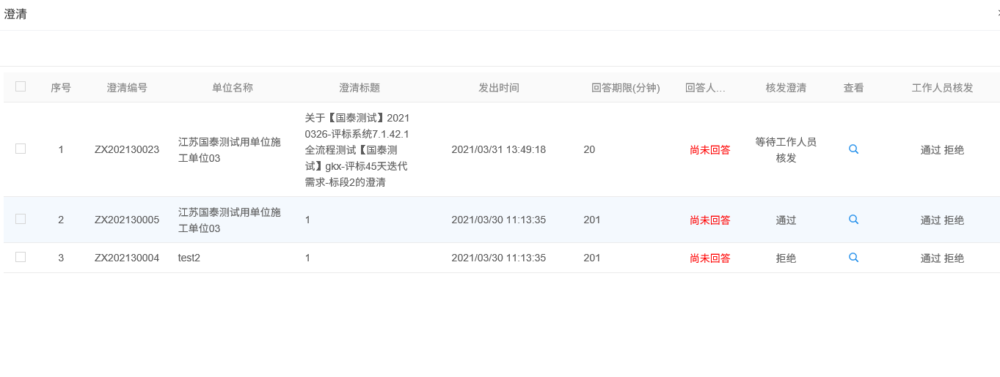 澄清
序号 澄清编号 单位名称 澄清标题 发出时间 回答期限(分钟) 回答人... 核发澄清 查看 工作人员核发
关于【国泰测试】2021
0326-评标系统7.1.42.1
全流程测试【国泰测
试】gkx-评标45天迭代
需求-标段2的澄清
1 ZX202130023 江苏国泰测试用单位施
工单位03
2021/03/31 13:49:18 20 尚未回答 等待工作人员
核发
通过 拒绝
2 ZX202130005 江苏国泰测试用单位施
工单位03
1 2021/03/30 11:13:35 201 尚未回答 通过 通过 拒绝
3 ZX202130004 test2 1 2021/03/30 11:13:35 201 尚未回答 拒绝 通过 拒绝